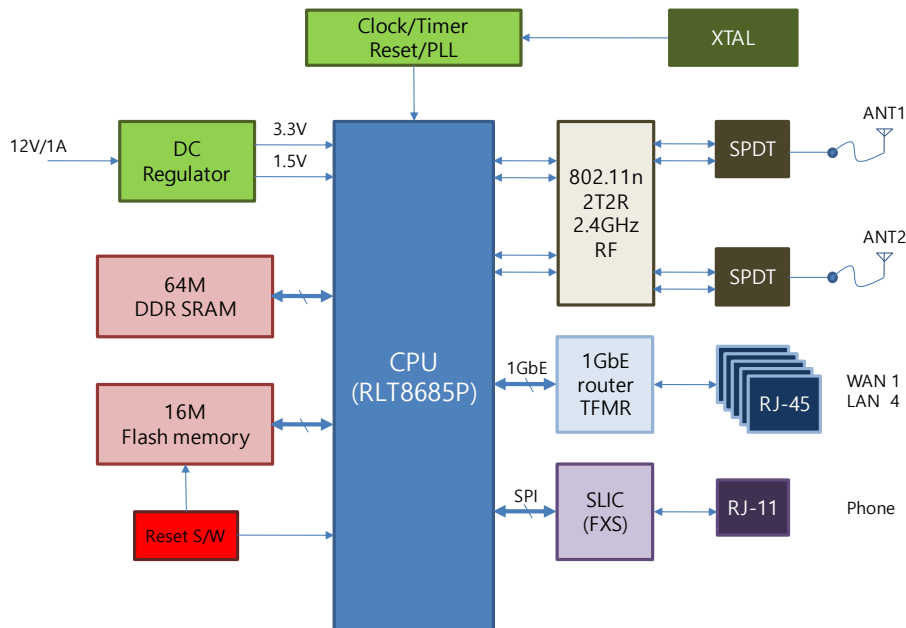 Clock/Timer
Reset/PLL
XTAL
12V/1A
DC
Regulator
3.3V
1.5V
802.11n
2T2R
2.4GHz
RF
SPDT
ANT1
SPDT
ANT2
64M
DDR SRAM
CPU
(RLT8685P)
1GbE
1GbE
router
TFMR
RJ-45
WAN 1
LAN 4
16M
Flash memory
SPI
SLIC
(FXS)
RJ-11
Phone
Reset S/W